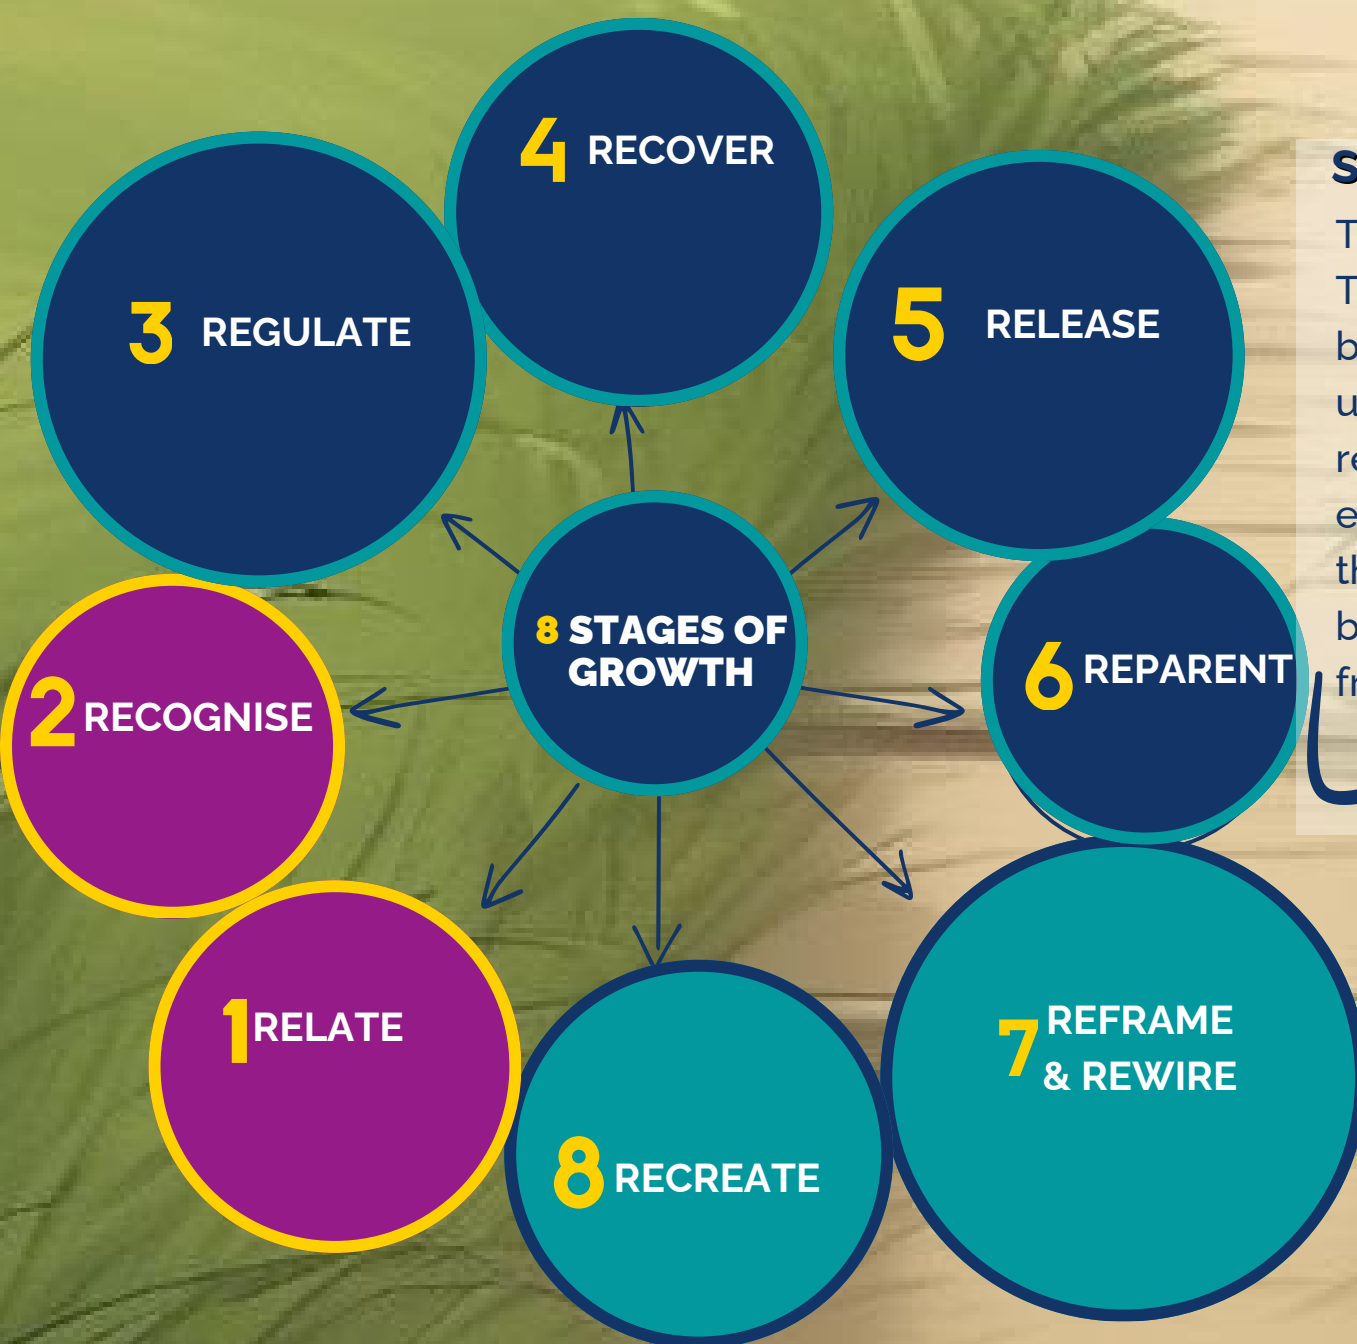 4 RECOVER
3 REGULATE
5 RELEASE
8 STAGES OF
GROWTH
6 REPARENT
2 RECOGNISE
1 RELATE
7 REFRAME
& REWIRE
8 RECREATE